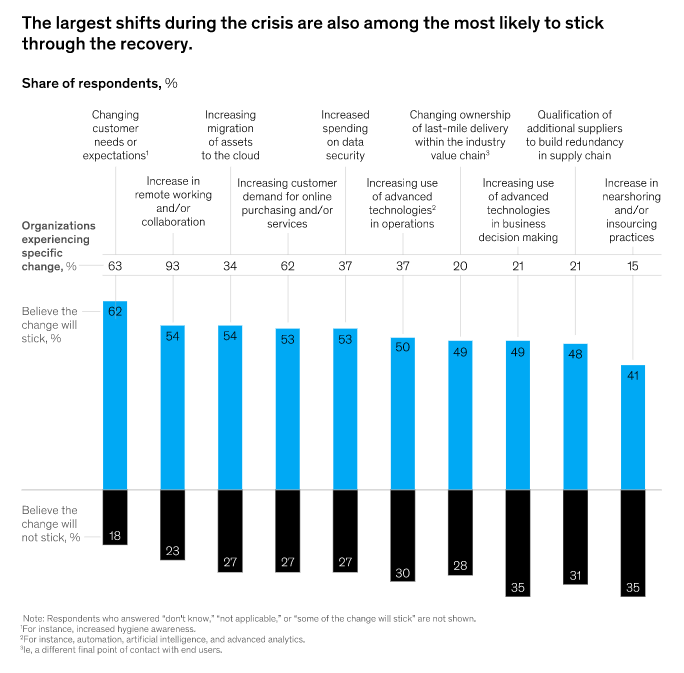 The largest shifts during the crisis are also among the most likely to stick
through the recovery.
Share of respondents, %
Changing
customer
needs or
expectations¹
Increasing
migration
of assets
to the cloud
Increased
spending
on data
security
Changing ownership
of last-mile delivery
within the industry
value chain³
Qualification of
additional suppliers
to build redundancy
in supply chain
Increase in
remote working
and/or
collaboration
Increasing customer
demand for online
purchasing and/or
services
Increasing use
of advanced
technologies²
in operations
Increasing use
of advanced
technologies
in business
decision making
Increase in
nearshoring
and/or
insourcing
practices
Organizations
experiencing
specific
change, %
63 93 34 62 37 37 20 21 21 15
Believe the
change will
stick, %
62 54 54 53 53 50 49 49 48 41
Believe the
change will
not stick, %
18 23 27 27 27 30 28 35 31 35
Note: Respondents who answered “don't know,” “not applicable,” or “some of the change will stick” are not shown.
¹For instance, increased hygiene awareness.
²For instance, automation, artificial intelligence, and advanced analytics.
³Ie, a different final point of contact with end users.